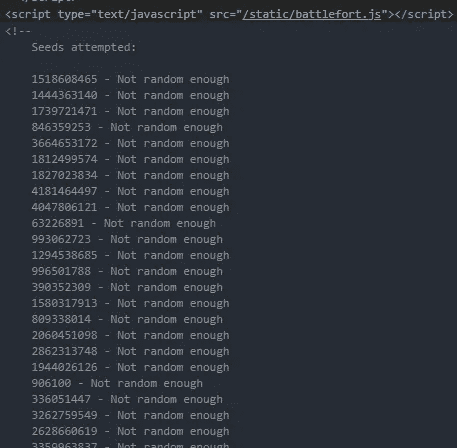 <script type="text/javascript" src="/static/battlefort.js"></script>
<!--
Seeds attempted:
1518608465 - Not random enough
1444363140 - Not random enough
1739721471 - Not random enough
846359253 - Not random enough
3664653172 - Not random enough
1812499574 - Not random enough
1827023834 - Not random enough
4181464497 - Not random enough
4047806121 - Not random enough
63226891 - Not random enough
993062723 - Not random enough
1294538685 - Not random enough
996501788 - Not random enough
390352309 - Not random enough
1580317913 - Not random enough
809338014 - Not random enough
2060451098 - Not random enough
2862313748 - Not random enough
1944026126 - Not random enough
906100 - Not random enough
336051447 - Not random enough
3262759549 - Not random enough
2628660619 - Not random enough
3359963837 - Not random enough